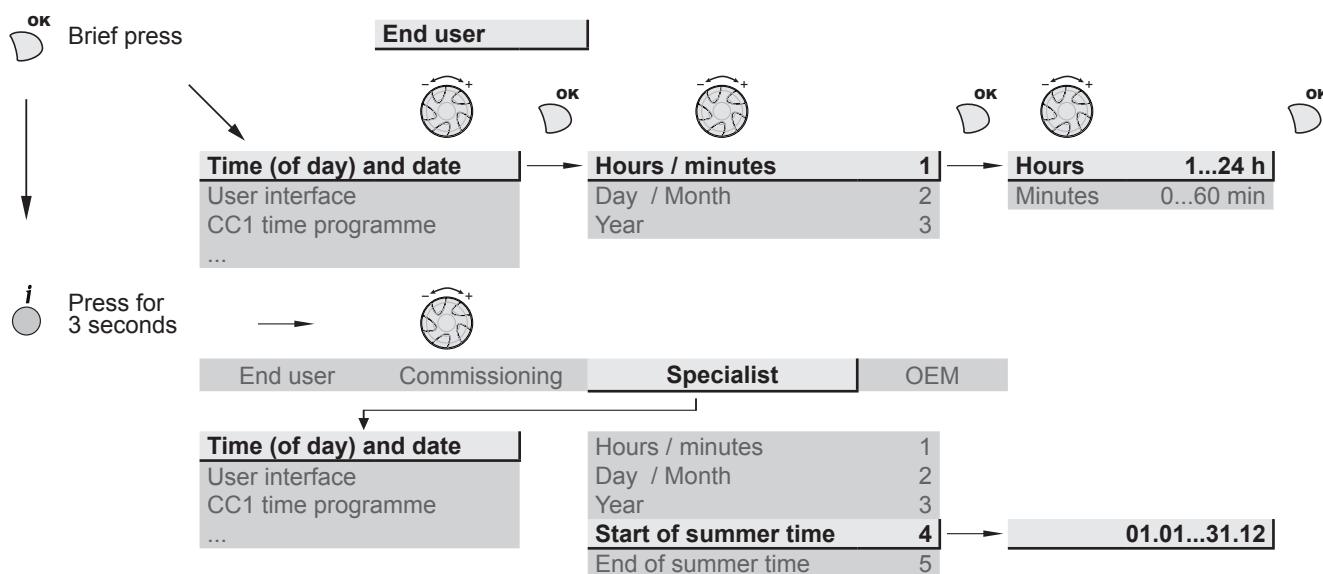 OK
Brief press
End user
OK
OK
OK
Time (of day) and date
User interface
CC1 time programme
...
Hours / minutes 1
Day / Month 2
Year 3
Hours 1...24 h
Minutes 0...60 min
i
Press for
3 seconds
End user Commissioning Specialist OEM
Time (of day) and date
User interface
CC1 time programme
...
Hours / minutes 1
Day / Month 2
Year 3
Start of summer time 4
End of summer time 5
01.01...31.12